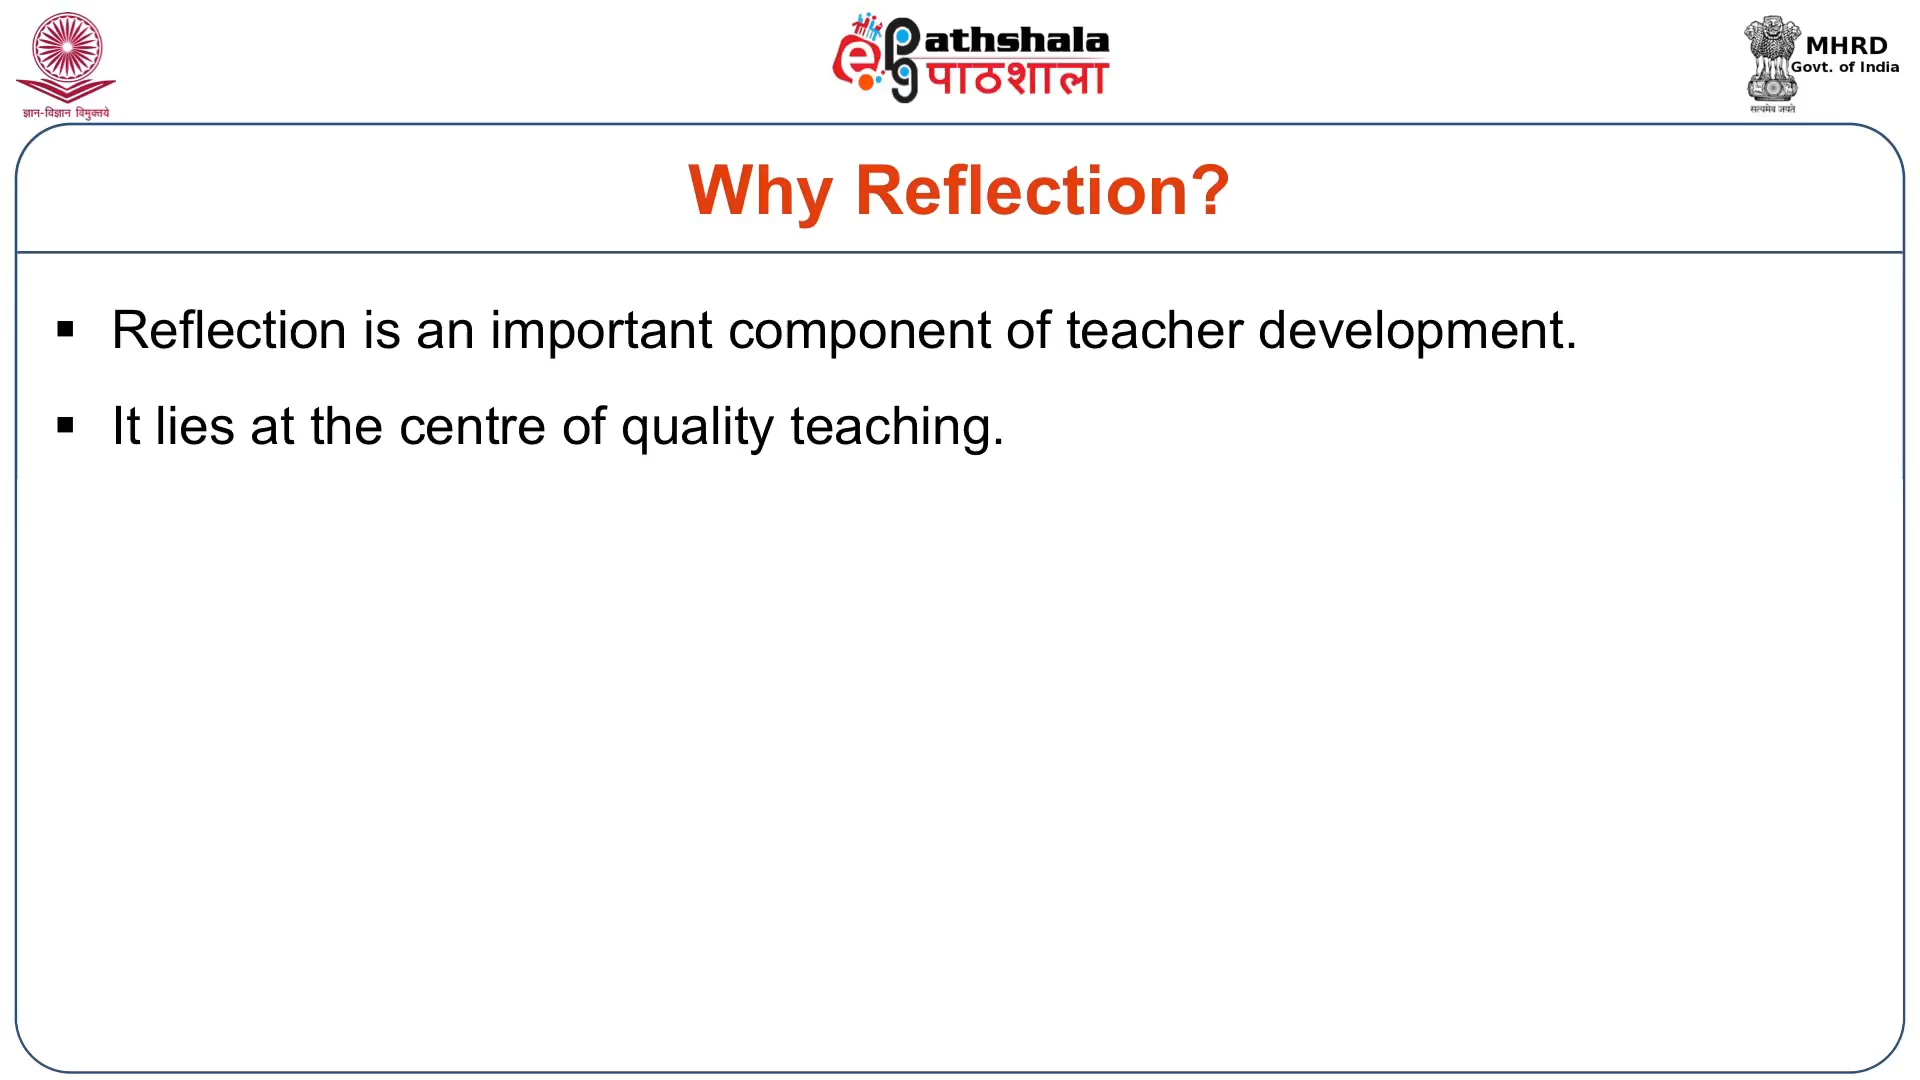 ज्ञान-विज्ञान विमुक्तये
ePG Pathshala
पाठशाला
MHRD
Govt. of India
सत्यमेव जयते
Why Reflection?
▪ Reflection is an important component of teacher development.
▪ It lies at the centre of quality teaching.